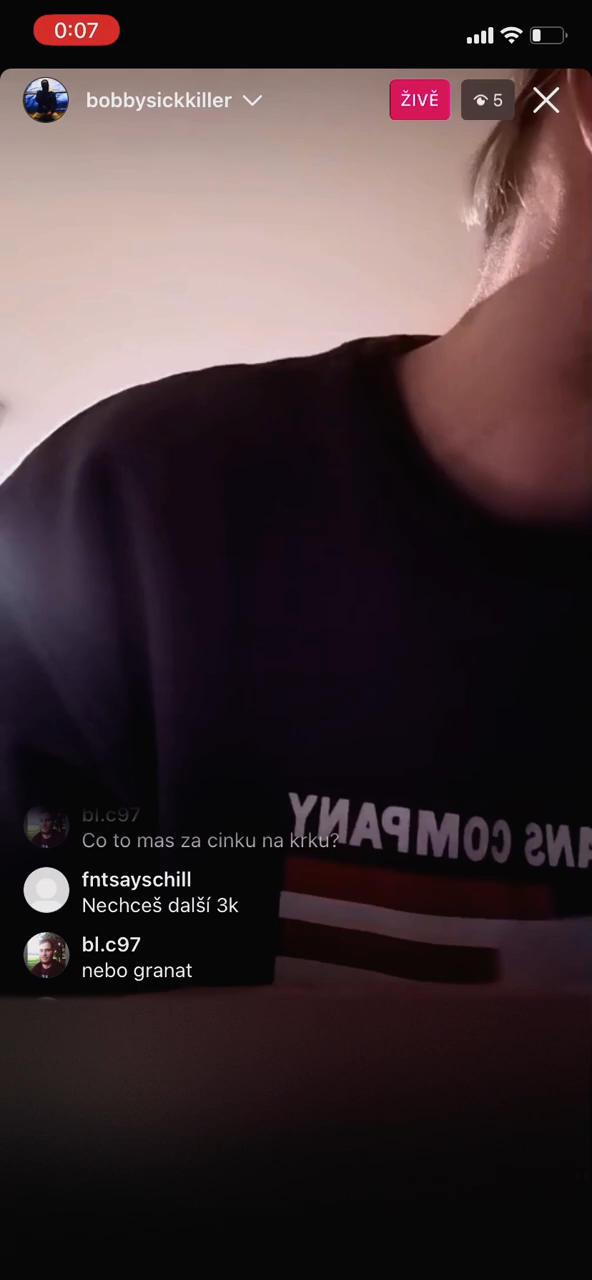 0:07
bobbysickkiller
ŽIVĚ
5
ANS COMPANY
bl.c97
Co to mas za cinku na krku?
fntsayschill
Nechceš další 3k
bl.c97
nebo granat